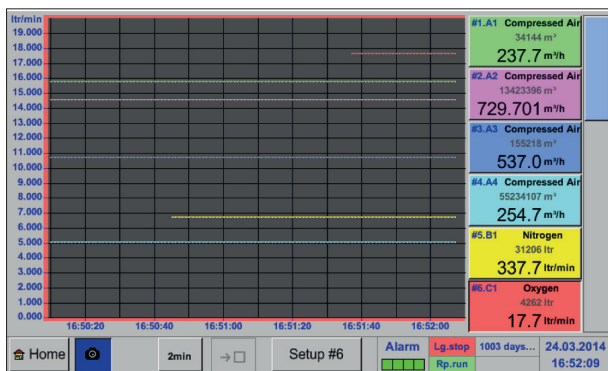 ltr/min
19.000
18.000
17.000
16.000
15.000
14.000
13.000
12.000
11.000
10.000
9.000
8.000
7.000
6.000
5.000
4.000
3.000
2.000
1.000
0.000
16:50:20 16:50:40 16:51:00 16:51:20 16:51:40 16:52:00
#1.A1 Compressed Air
34144 m³
237.7 m³/h
#2.A2 Compressed Air
13423396 m³
729.701 m³/h
#3.A3 Compressed Air
155218 m³
537.0 m³/h
#4.A4 Compressed Air
55234107 m³
254.7 m³/h
#5.B1 Nitrogen
31206 ltr
337.7 ltr/min
#6.C1 Oxygen
4262 ltr
17.7 ltr/min
Home 2min Setup #6 Alarm Lg.stop 1003 days... 24.03.2014
Rp.run 16:52:09